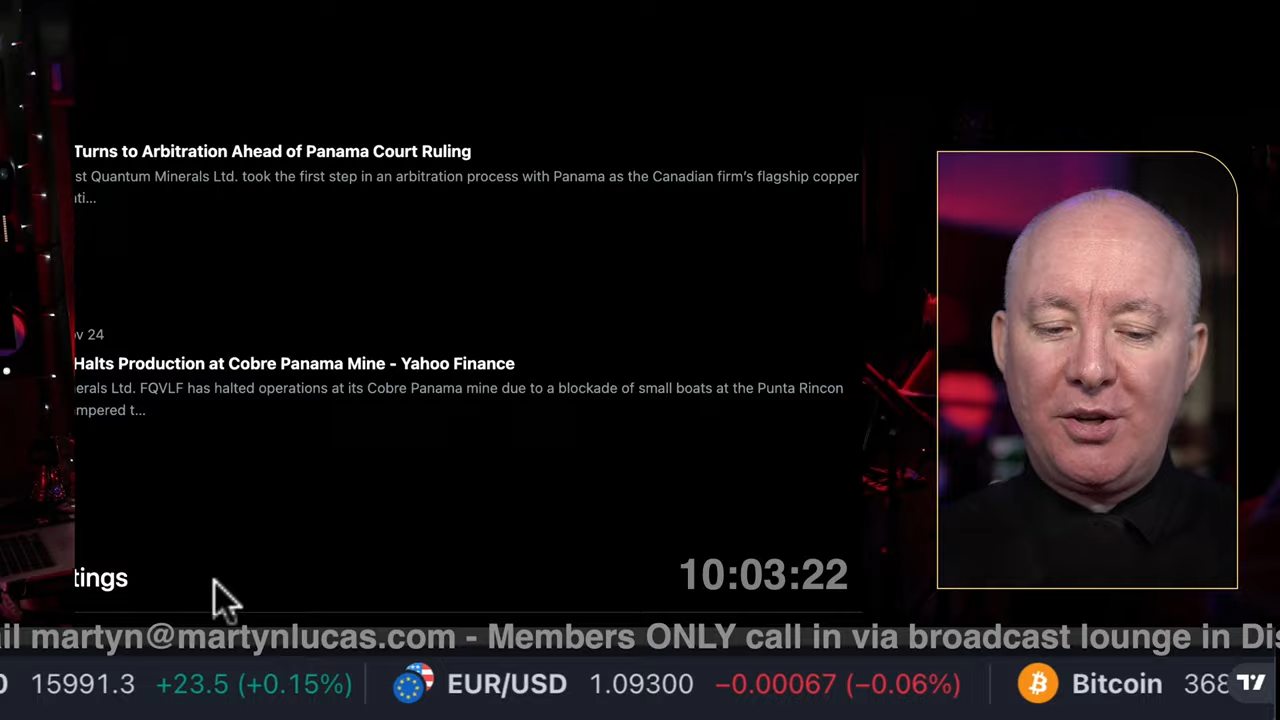 Turns to Arbitration Ahead of Panama Court Ruling
st Quantum Minerals Ltd. took the first step in an arbitration process with Panama as the Canadian firm's flagship copper
ti...
v 24
Halts Production at Cobre Panama Mine - Yahoo Finance
erals Ltd. FQVLF has halted operations at its Cobre Panama mine due to a blockade of small boats at the Punta Rincon
mpered t...
tings
10:03:22
il martyn@martynlucas.com - Members ONLY call in via broadcast lounge in Dis
0 15991.3 +23.5 (+0.15%) EUR/USD 1.09300 −0.00067 (−0.06%) Bitcoin 368